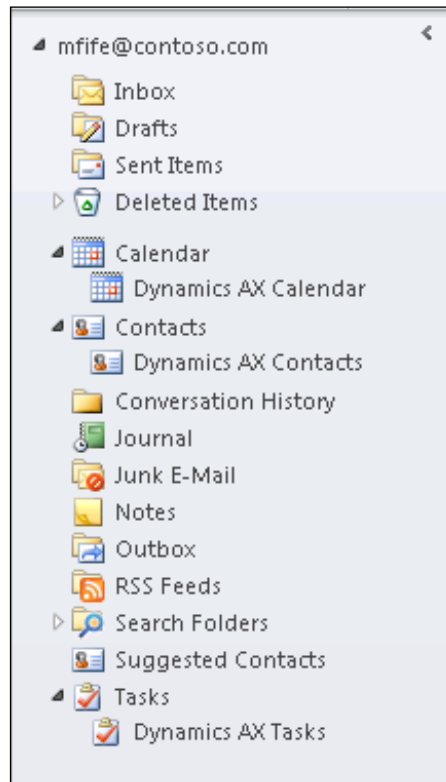 mfife@contoso.com
Inbox
Drafts
Sent Items
Deleted Items
Calendar
Dynamics AX Calendar
Contacts
Dynamics AX Contacts
Conversation History
Journal
Junk E-Mail
Notes
Outbox
RSS Feeds
Search Folders
Suggested Contacts
Tasks
Dynamics AX Tasks